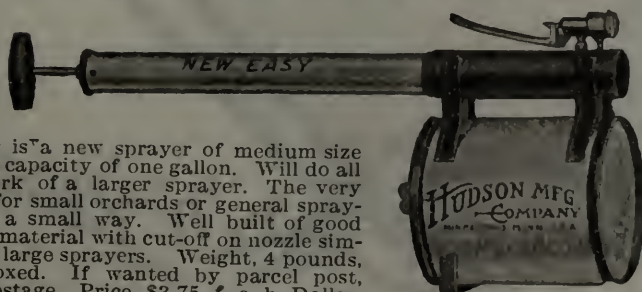 NEW EASY
is a new sprayer of medium size
capacity of one gallon. Will do all
rk of a larger sprayer. The very
or small orchards or general spray-
a small way. Well built of good
material with cut-off on nozzle sim-
large sprayers. Weight, 4 pounds,
oxed. If wanted by parcel post,
ostage. Price $3.75
HUDSON MFG
COMPANY